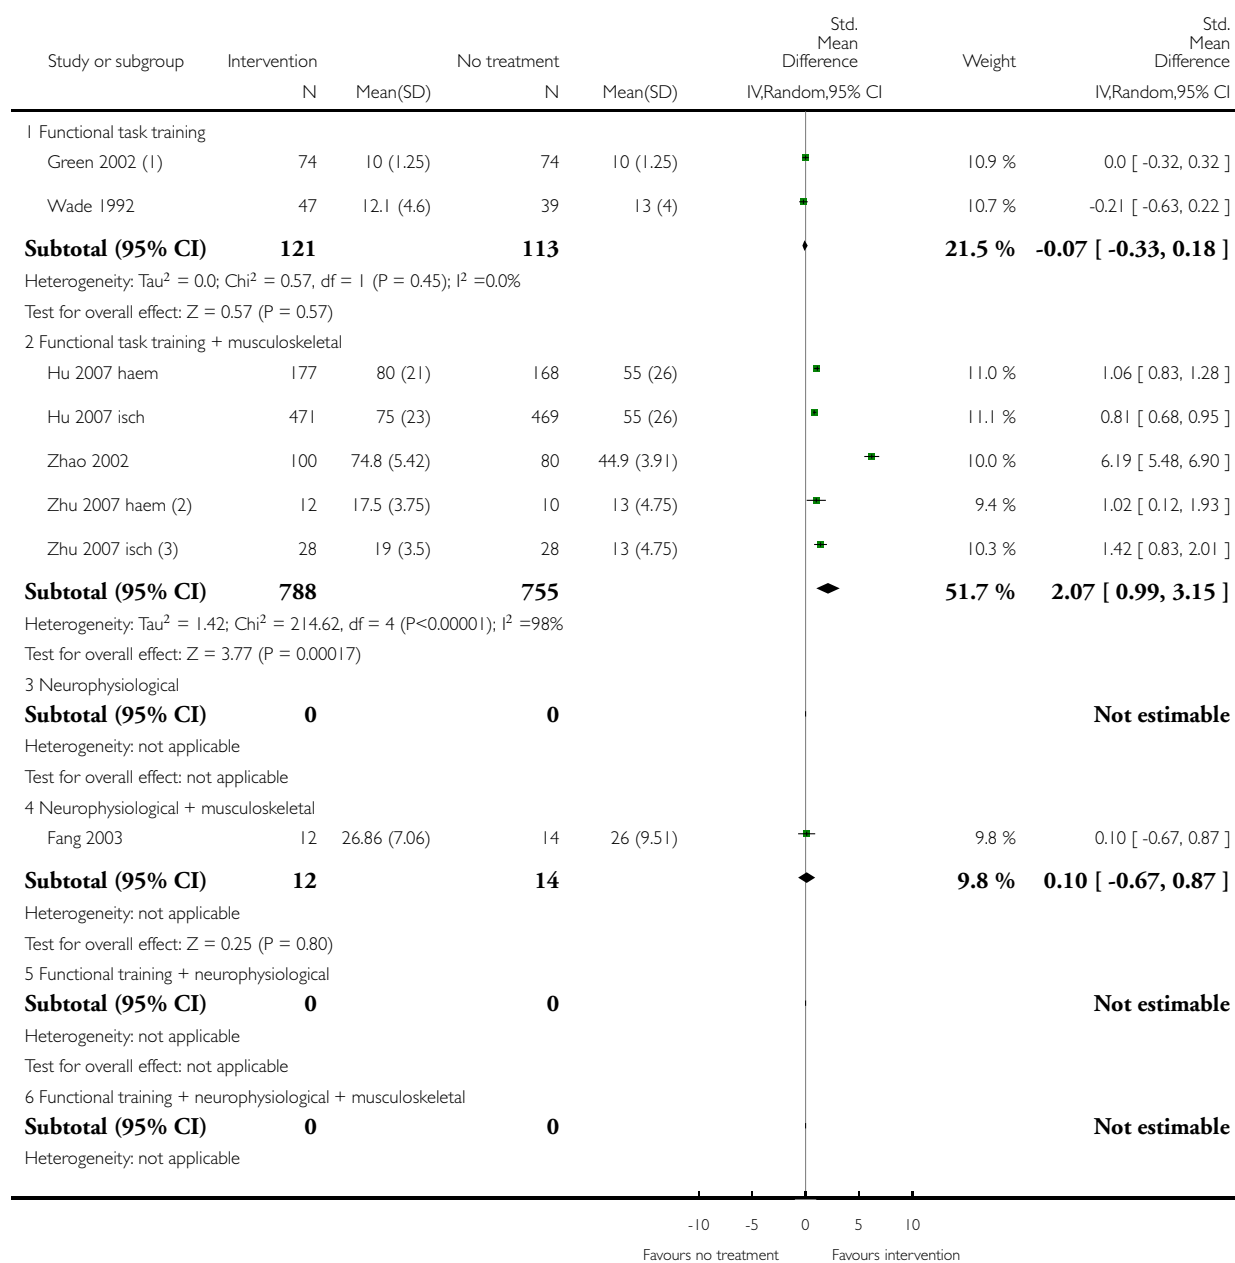 Std.
Mean
Difference
Std.
Mean
Difference
Study or subgroup Intervention No treatment Weight
N Mean(SD) N Mean(SD) IV,Random,95% CI IV,Random,95% CI
1 Functional task training
Green 2002 (1) 74 10 (1.25) 74 10 (1.25) 10.9 % 0.0 [ -0.32, 0.32 ]
Wade 1992 47 12.1 (4.6) 39 13 (4) 10.7 % -0.21 [ -0.63, 0.22 ]
Subtotal (95% CI) 121 113 21.5 % -0.07 [ -0.33, 0.18 ]
Heterogeneity: Tau² = 0.0; Chi² = 0.57, df = 1 (P = 0.45); I² =0.0%
Test for overall effect: Z = 0.57 (P = 0.57)
2 Functional task training + musculoskeletal
Hu 2007 haem 177 80 (21) 168 55 (26) 11.0 % 1.06 [ 0.83, 1.28 ]
Hu 2007 isch 471 75 (23) 469 55 (26) 11.1 % 0.81 [ 0.68, 0.95 ]
Zhao 2002 100 74.8 (5.42) 80 44.9 (3.91) 10.0 % 6.19 [ 5.48, 6.90 ]
Zhu 2007 haem (2) 12 17.5 (3.75) 10 13 (4.75) 9.4 % 1.02 [ 0.12, 1.93 ]
Zhu 2007 isch (3) 28 19 (3.5) 28 13 (4.75) 10.3 % 1.42 [ 0.83, 2.01 ]
Subtotal (95% CI) 788 755 51.7 % 2.07 [ 0.99, 3.15 ]
Heterogeneity: Tau² = 1.42; Chi² = 214.62, df = 4 (P<0.00001); I² =98%
Test for overall effect: Z = 3.77 (P = 0.00017)
3 Neurophysiological
Subtotal (95% CI) 0 0 Not estimable
Heterogeneity: not applicable
Test for overall effect: not applicable
4 Neurophysiological + musculoskeletal
Fang 2003 12 26.86 (7.06) 14 26 (9.51) 9.8 % 0.10 [ -0.67, 0.87 ]
Subtotal (95% CI) 12 14 9.8 % 0.10 [ -0.67, 0.87 ]
Heterogeneity: not applicable
Test for overall effect: Z = 0.25 (P = 0.80)
5 Functional training + neurophysiological
Subtotal (95% CI) 0 0 Not estimable
Heterogeneity: not applicable
Test for overall effect: not applicable
6 Functional training + neurophysiological + musculoskeletal
Subtotal (95% CI) 0 0 Not estimable
Heterogeneity: not applicable
-10 -5 0 5 10
Favours no treatment Favours intervention